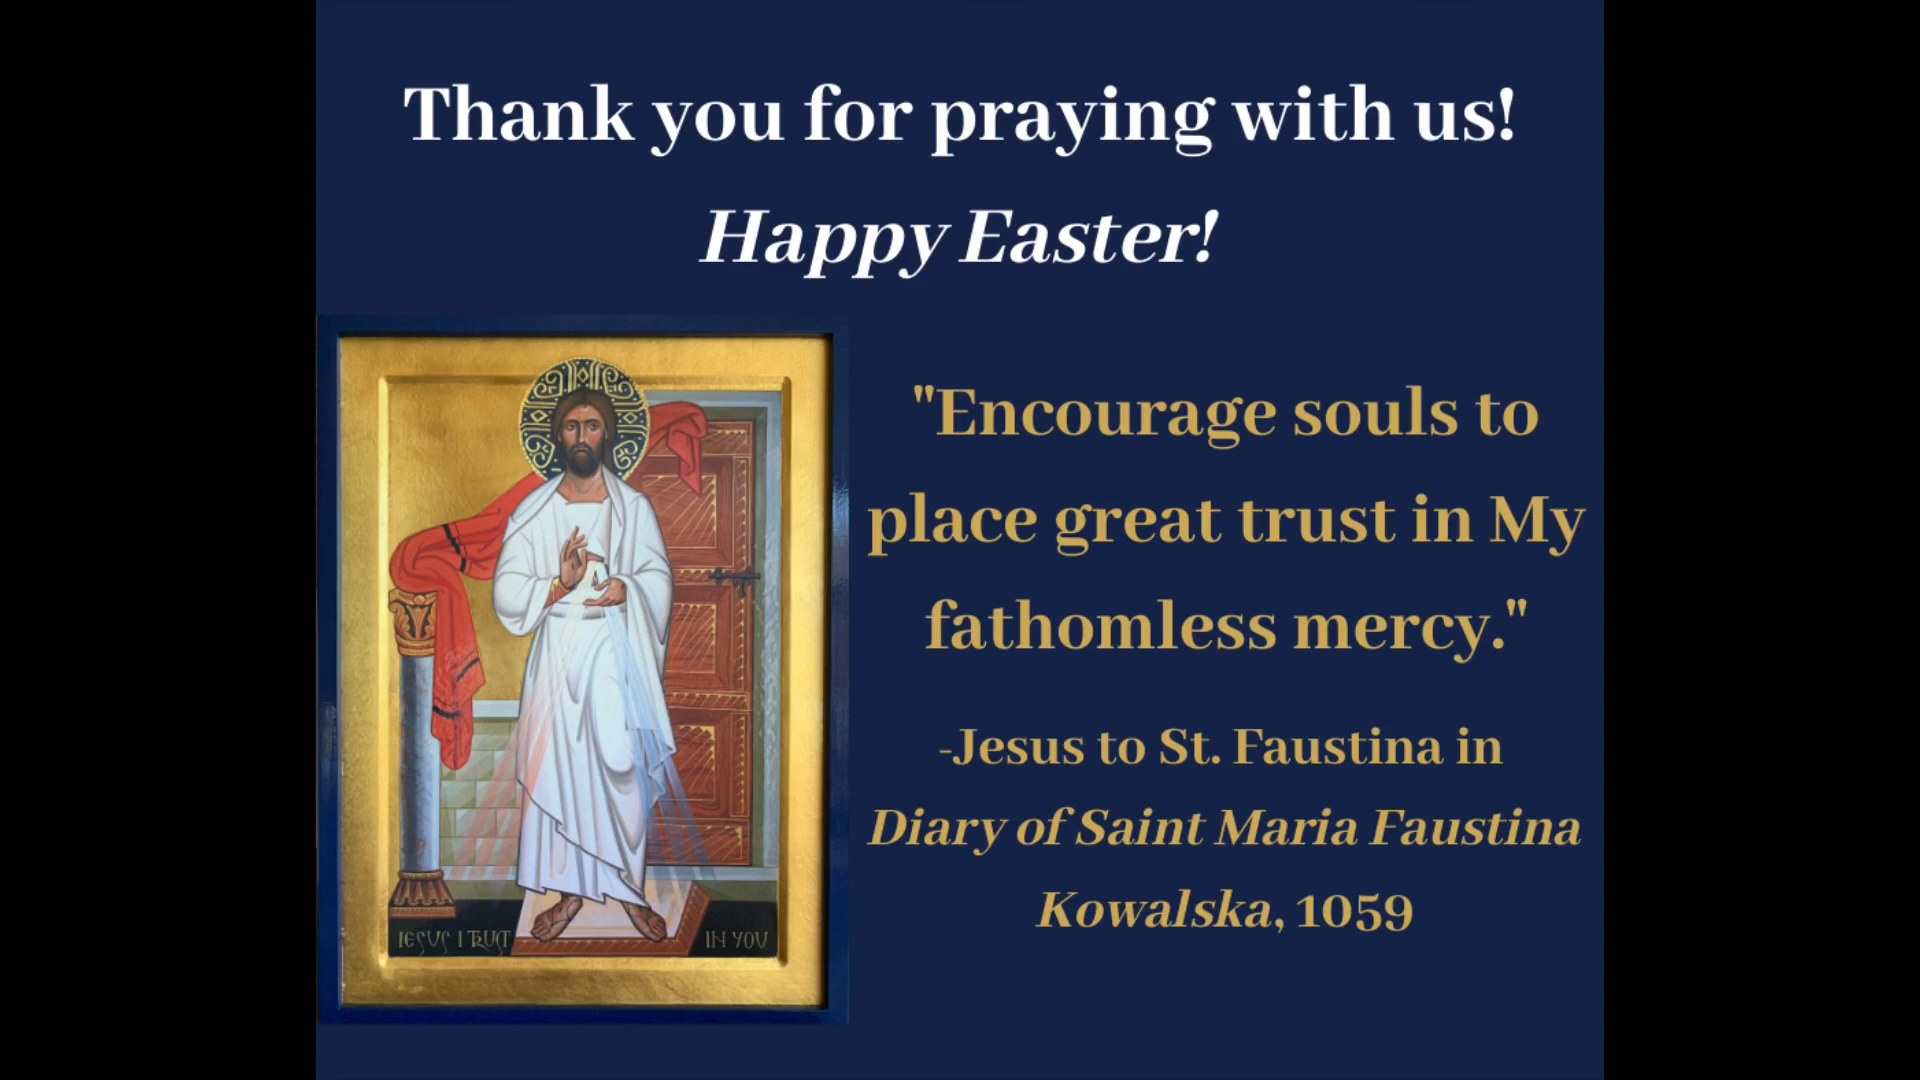 Thank you for praying with us!
Happy Easter!
"Encourage souls to
place great trust in My
fathomless mercy."
-Jesus to St. Faustina in
Diary of Saint Maria Faustina
Kowalska, 1059
IESUS I TRUST IN YOU